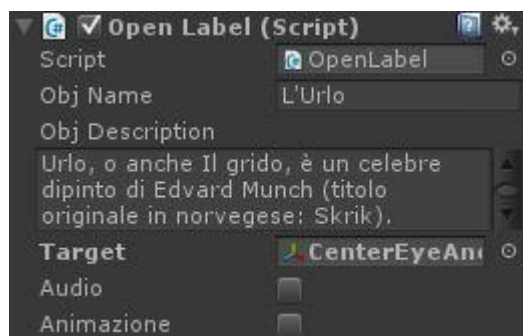 Open Label (Script)
Script OpenLabel
Obj Name L'Urlo
Obj Description
Urlo, o anche Il grido, è un celebre
dipinto di Edvard Munch (titolo
originale in norvegese: Skrik).
Target CenterEyeAn
Audio
Animazione